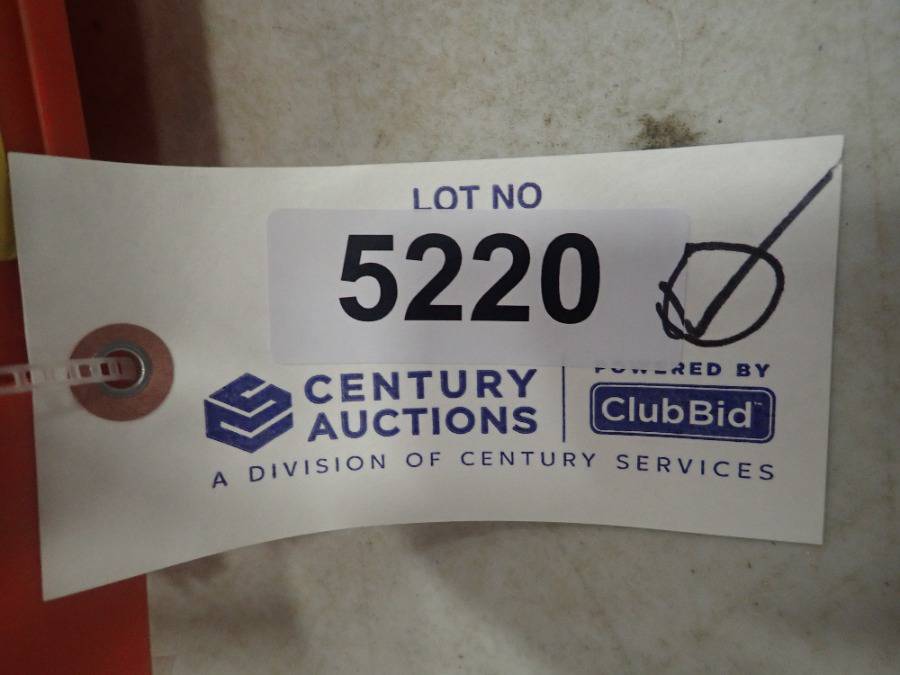 LOT NO
5220
POWERED BY
CENTURY
AUCTIONS
ClubBid™
A DIVISION OF CENTURY SERVICES